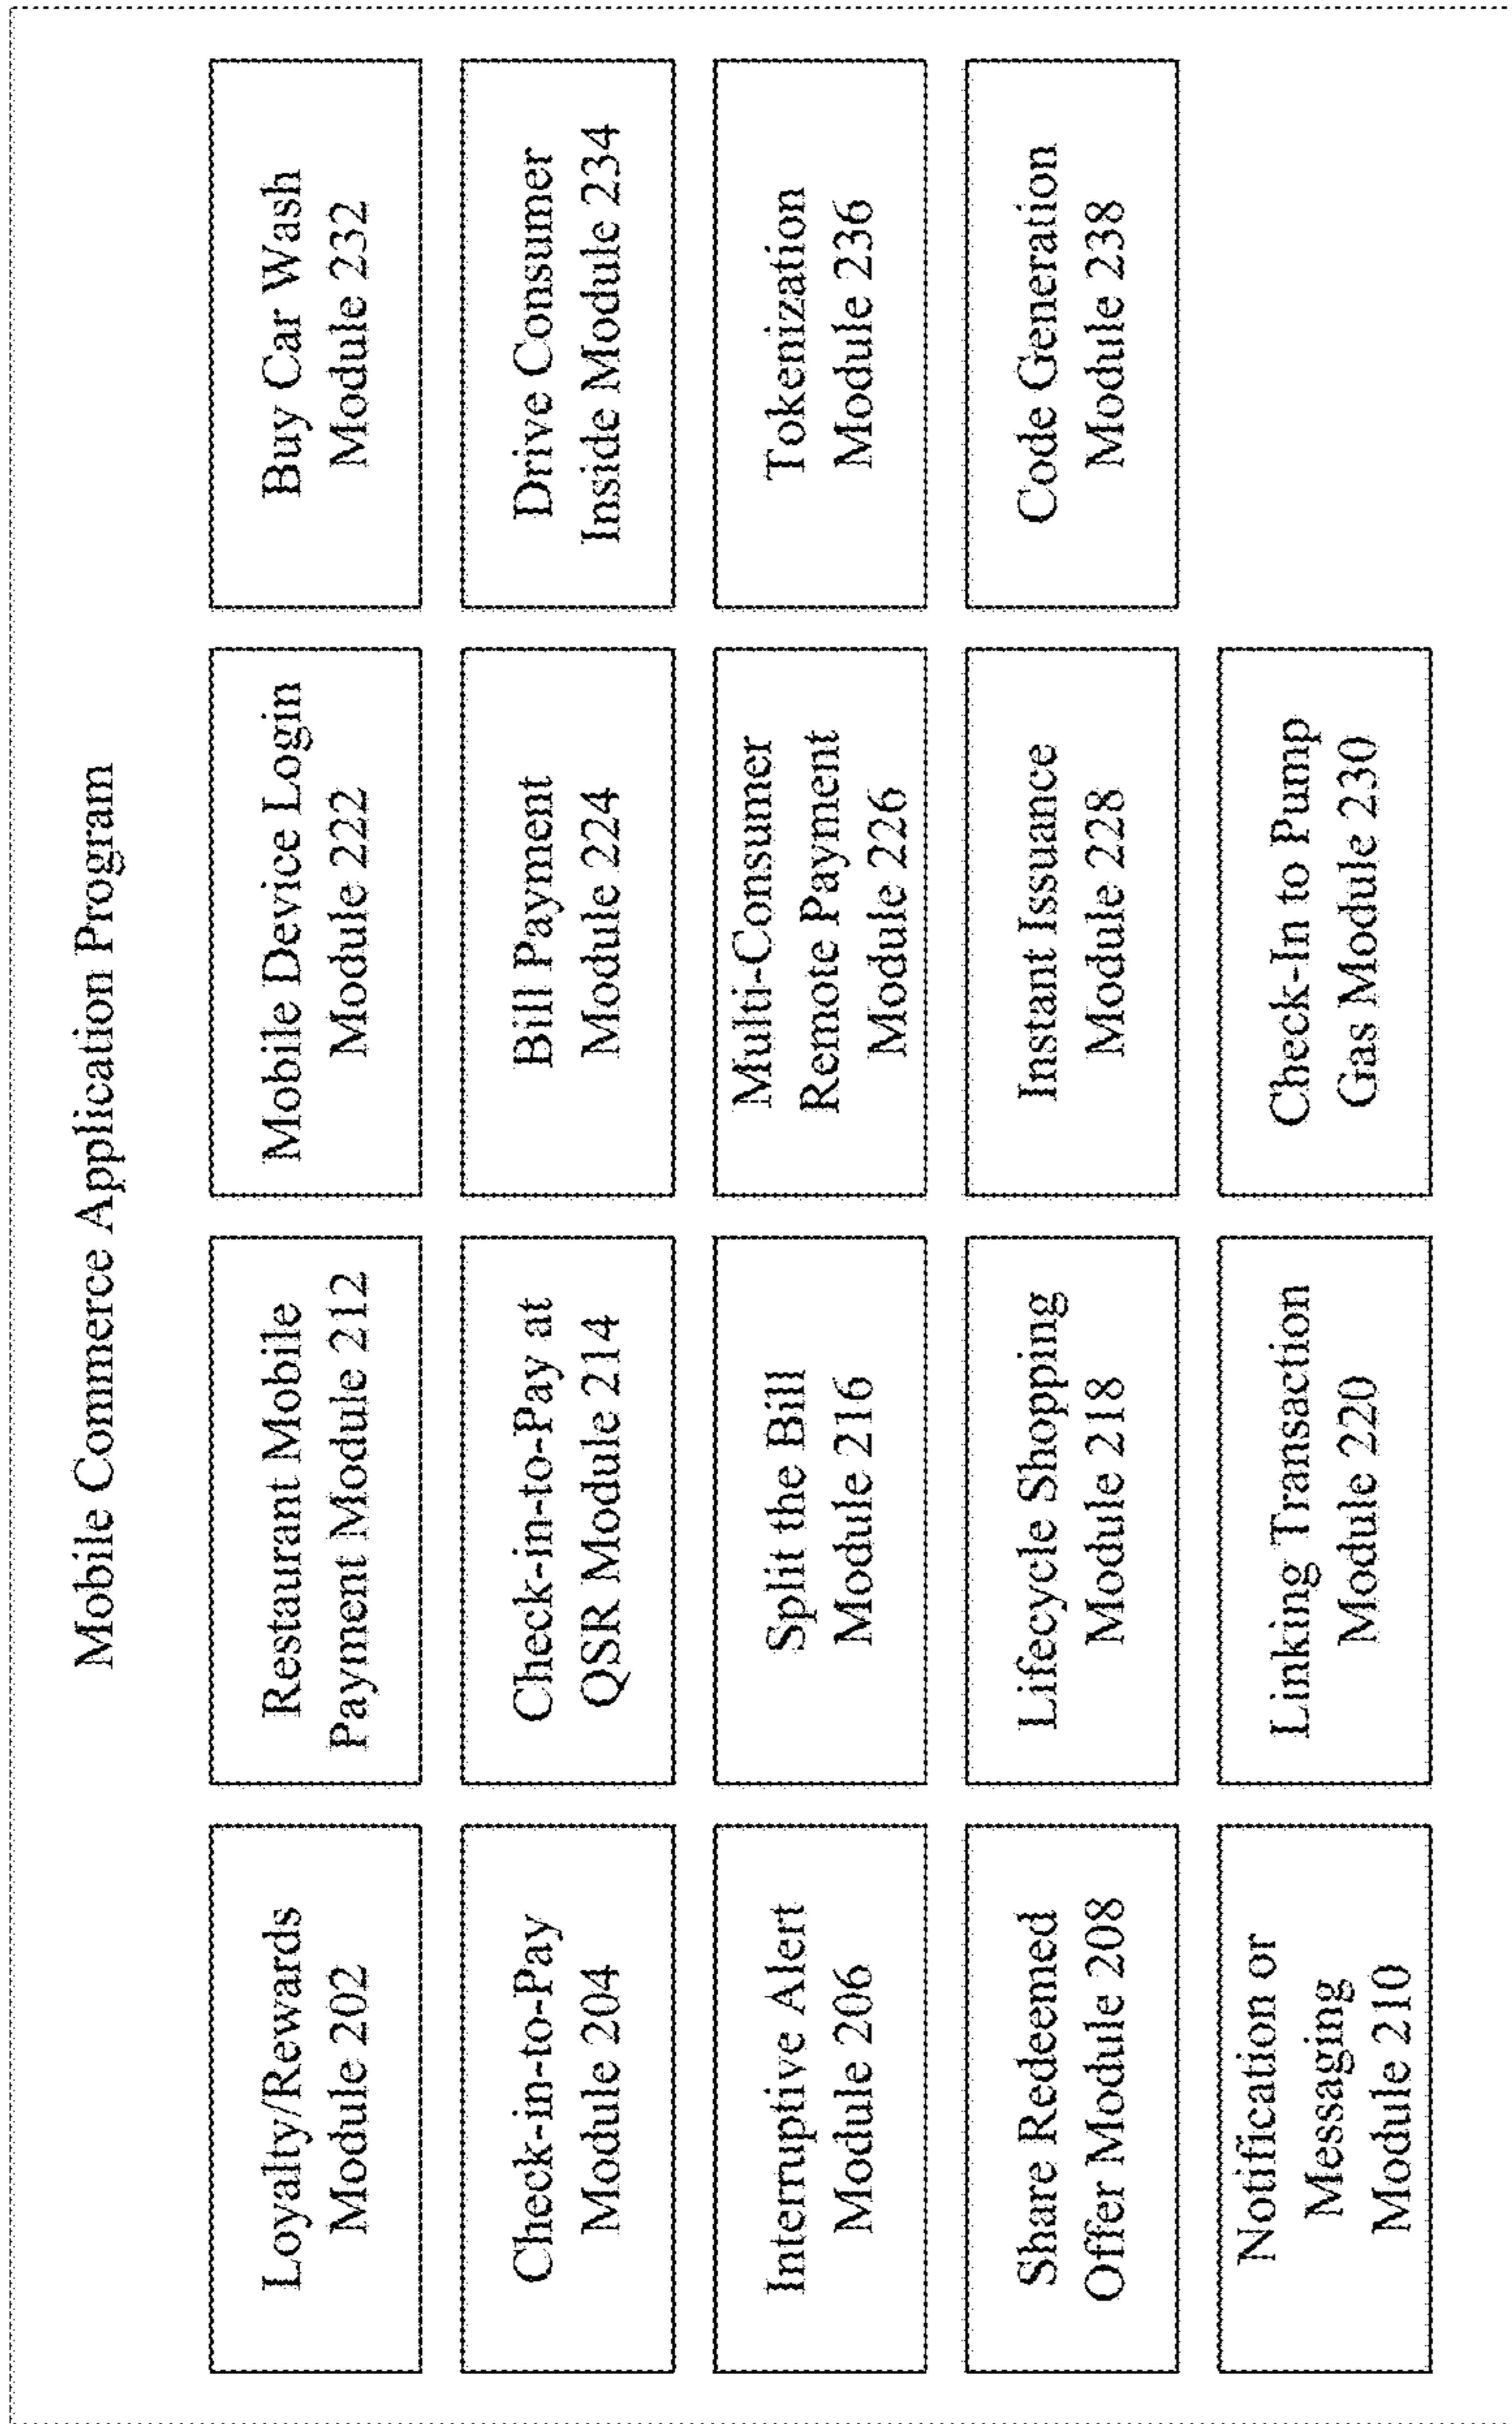 Mobile Commerce Application Program
Loyalty/Rewards
Module 202
Check-in-to-Pay
Module 204
Interruptive Alert
Module 206
Share Redeemed
Offer Module 208
Notification or
Messaging
Module 210
Restaurant Mobile
Payment Module 212
Check-in-to-Pay at
QSR Module 214
Split the Bill
Module 216
Lifecycle Shopping
Module 218
Linking Transaction
Module 220
Mobile Device Login
Module 222
Bill Payment
Module 224
Multi-Consumer
Remote Payment
Module 226
Instant Issuance
Module 228
Check-In to Pump
Gas Module 230
Buy Car Wash
Module 232
Drive Consumer
Inside Module 234
Tokenization
Module 236
Code Generation
Module 238